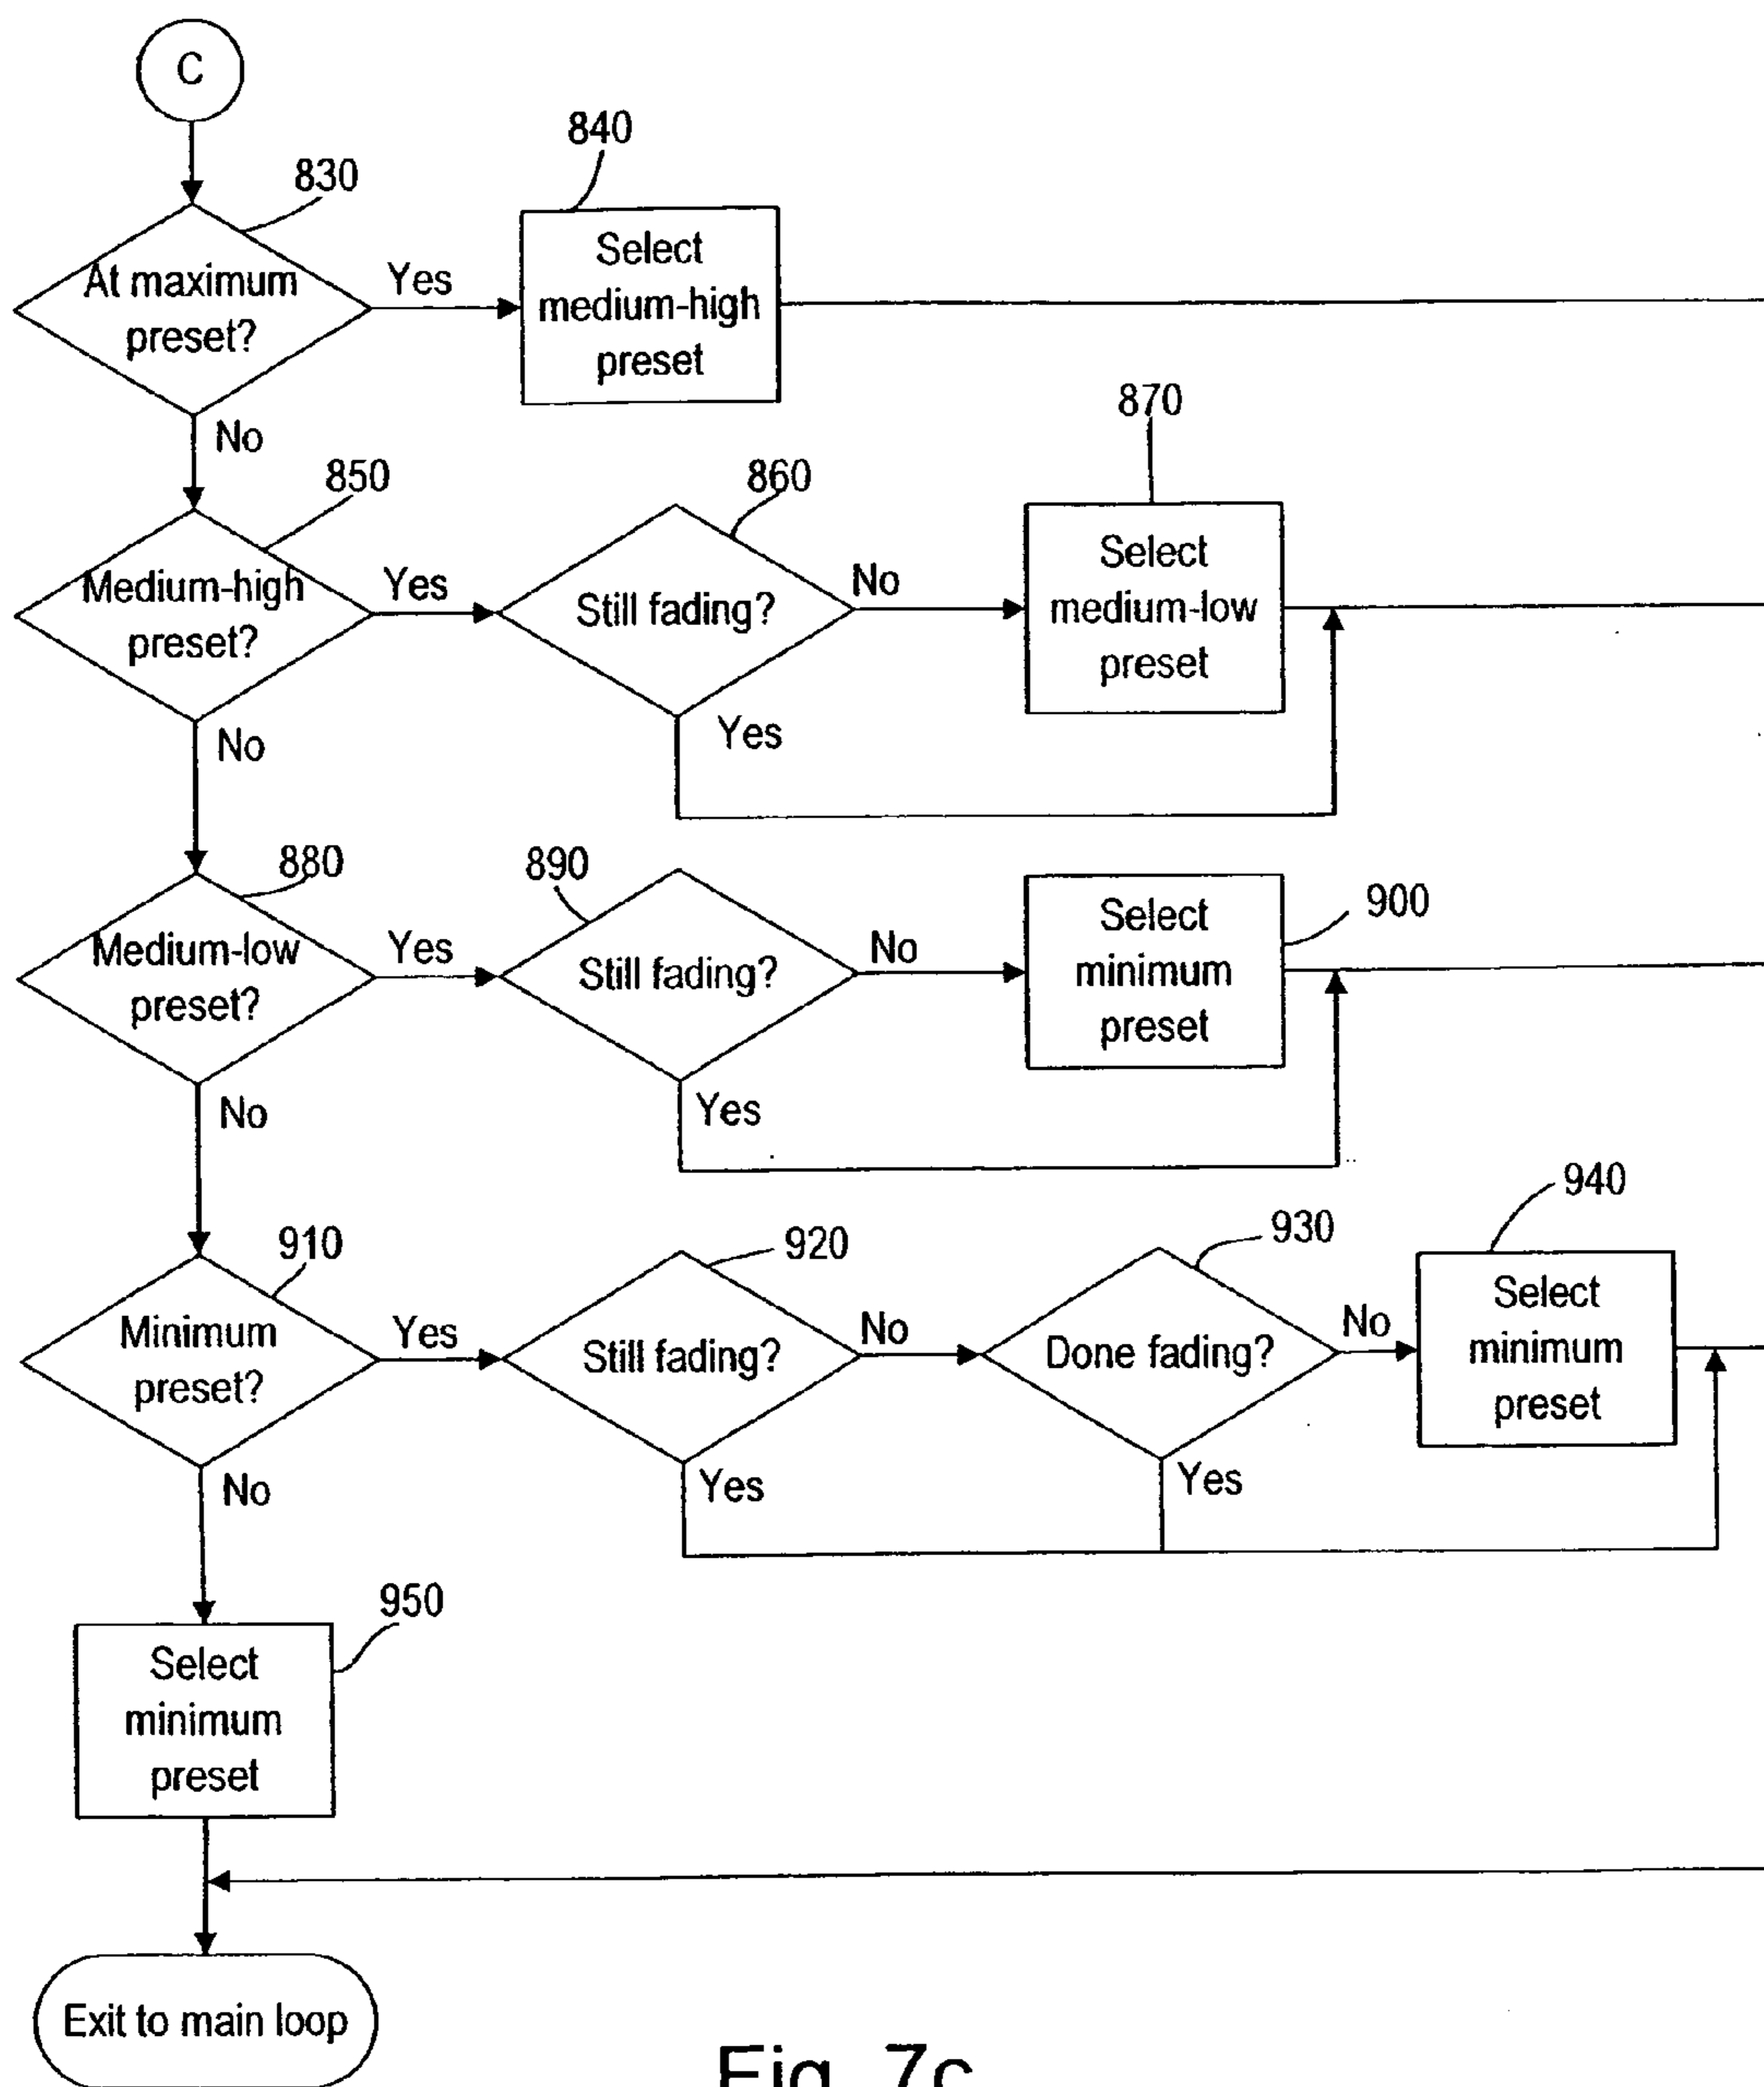 C
830
At maximum
preset?
Yes
840
Select
medium-high
preset
No
850
Medium-high
preset?
Yes
860
Still fading?
No
870
Select
medium-low
preset
Yes
No
880
Medium-low
preset?
Yes
890
Still fading?
No
900
Select
minimum
preset
Yes
No
910
Minimum
preset?
Yes
920
Still fading?
No
930
Done fading?
No
940
Select
minimum
preset
Yes
Yes
No
950
Select
minimum
preset
Exit to main loop
Fig. 7c